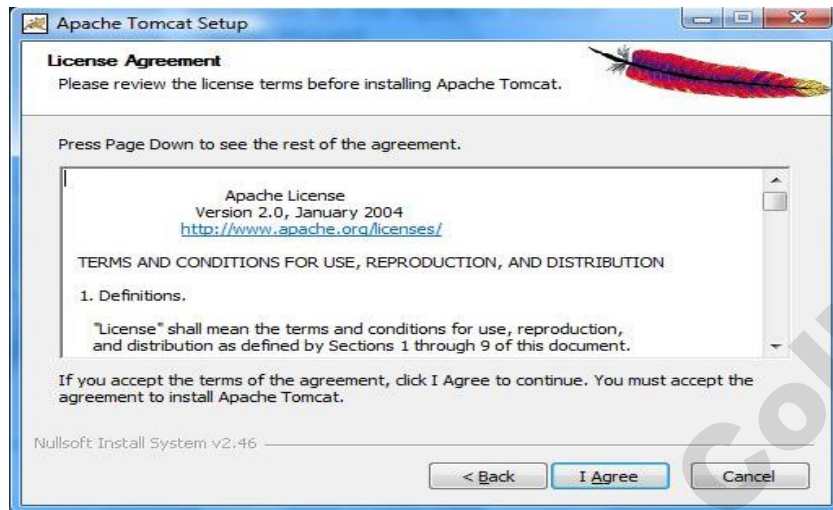 Apache Tomcat Setup
License Agreement
Please review the license terms before installing Apache Tomcat.
Press Page Down to see the rest of the agreement.
Apache License
Version 2.0, January 2004
http://www.apache.org/licenses/
TERMS AND CONDITIONS FOR USE, REPRODUCTION, AND DISTRIBUTION
1. Definitions.
"License" shall mean the terms and conditions for use, reproduction,
and distribution as defined by Sections 1 through 9 of this document.
If you accept the terms of the agreement, click I Agree to continue. You must accept the
agreement to install Apache Tomcat.
Nullsoft Install System v2.46
< Back I Agree Cancel